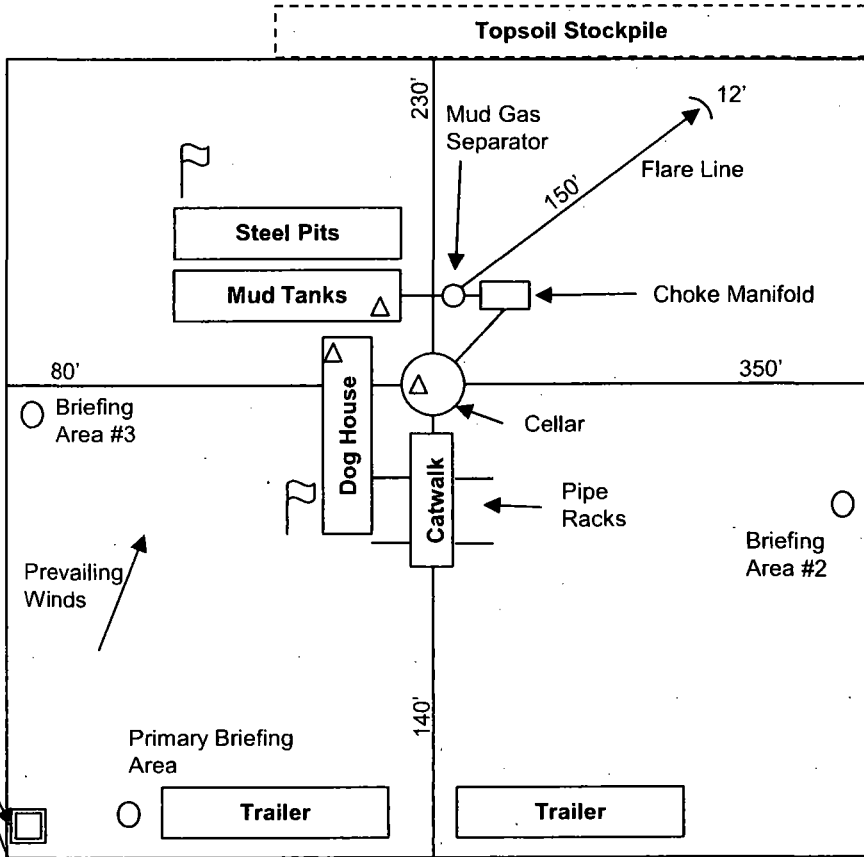 Topsoil Stockpile
230'
12'
Mud Gas
Separator
Flare Line
150'
Steel Pits
Mud Tanks
Choke Manifold
80'
350'
Briefing
Area #3
Cellar
Dog House
Catwalk
Pipe
Racks
Briefing
Area #2
Prevailing
Winds
140'
Primary Briefing
Area
Trailer
Trailer